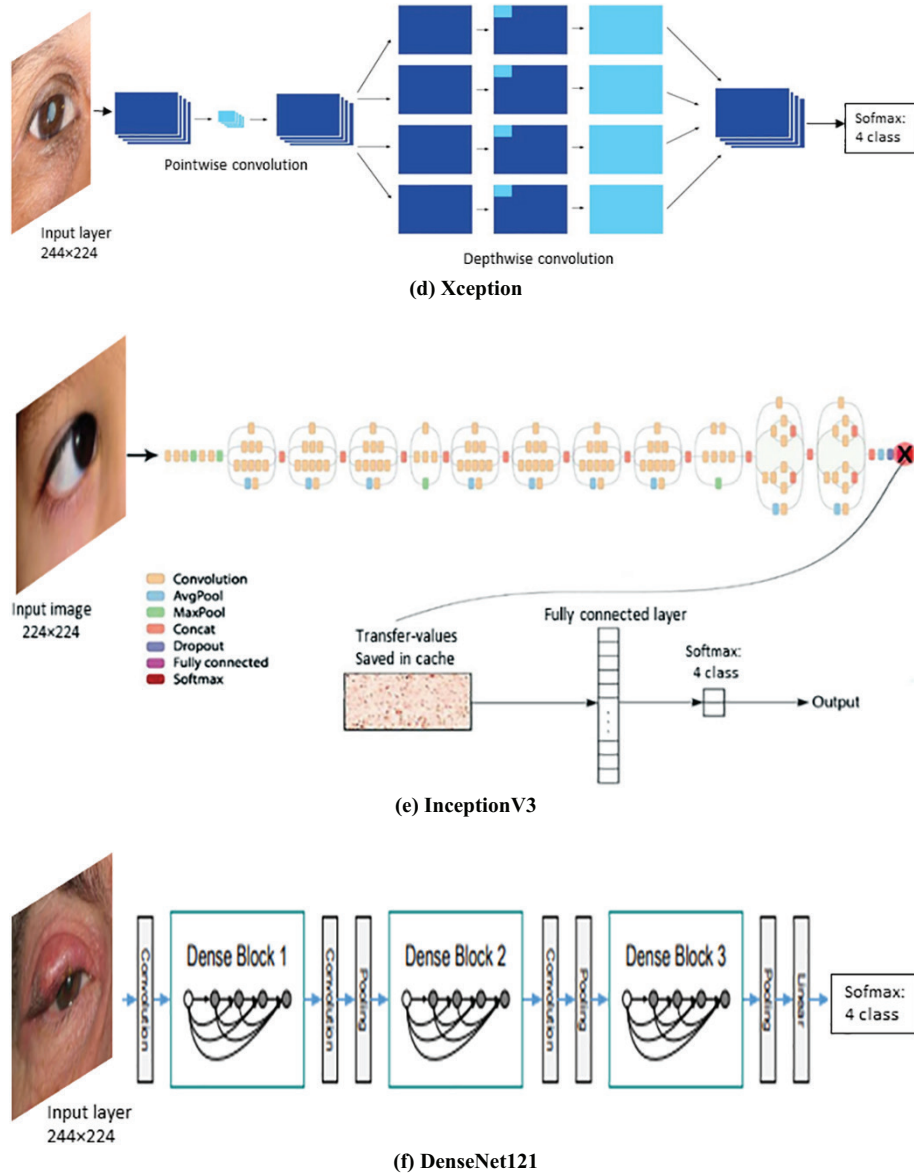 Sofmax:
4 class
Pointwise convolution
Input layer
244×224
Depthwise convolution
(d) Xception
Convolution
AvgPool
MaxPool
Concat
Dropout
Fully connected
Softmax
X
Input image
224×224
Transfer-values
Saved in cache
Fully connected layer
Softmax:
4 class
Output
(e) InceptionV3
Convolution
Dense Block 1
Convolution
Pooling
Dense Block 2
Convolution
Pooling
Dense Block 3
Pooling
Linear
Sofmax:
4 class
Input layer
244×224
(f) DenseNet121